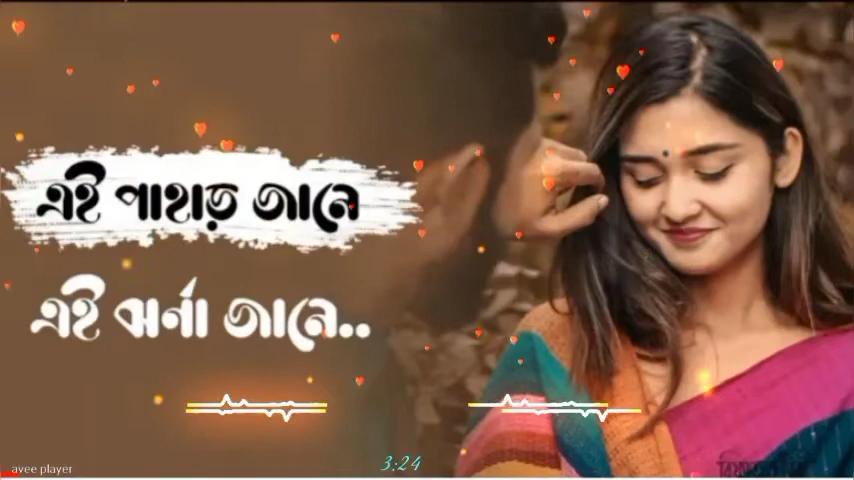 এই পাহাড় জানে
এই ঝর্না জানে..
3:24
avee player